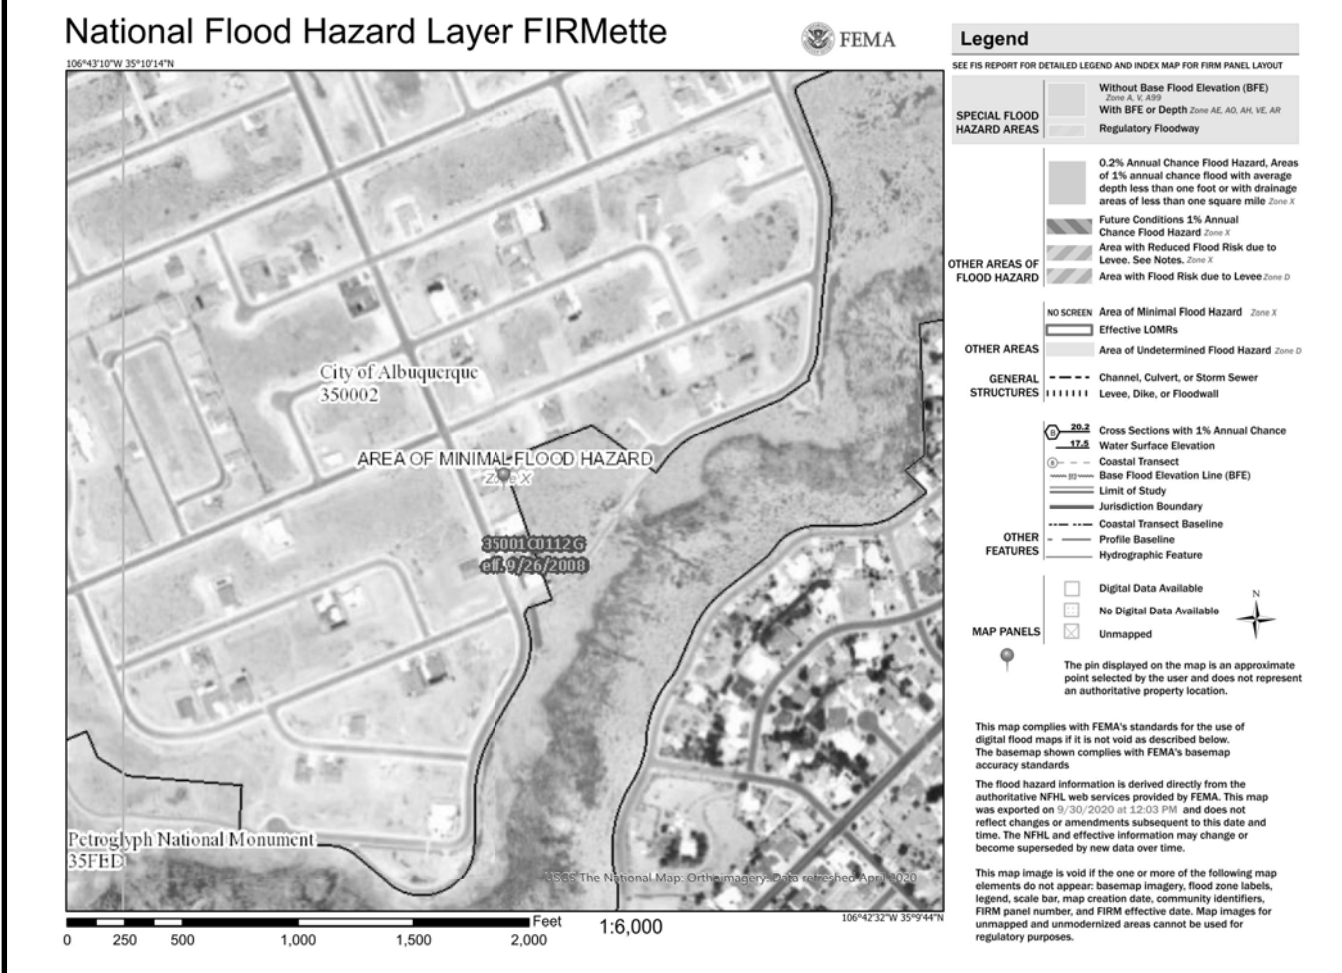 National Flood Hazard Layer FIRMette
FEMA
106°43'10"W 35°10'14"N
City of Albuquerque
350002
AREA OF MINIMAL FLOOD HAZARD
Zone X
35001C0112G
eff. 9/26/2008
Petroglyph National Monument
35FED
USGS The National Map: Orthoimagery. Data refreshed April 2020
106°42'32"W 35°9'44"N
Feet
1:6,000
0 250 500 1,000 1,500 2,000
Legend
SEE FIS REPORT FOR DETAILED LEGEND AND INDEX MAP FOR FIRM PANEL LAYOUT
SPECIAL FLOOD
HAZARD AREAS
Without Base Flood Elevation (BFE)
Zone A, V, A99
With BFE or Depth Zone AE, AO, AH, VE, AR
Regulatory Floodway
OTHER AREAS OF
FLOOD HAZARD
0.2% Annual Chance Flood Hazard, Areas
of 1% annual chance flood with average
depth less than one foot or with drainage
areas of less than one square mile Zone X
Future Conditions 1% Annual
Chance Flood Hazard Zone X
Area with Reduced Flood Risk due to
Levee. See Notes. Zone X
Area with Flood Risk due to Levee Zone D
OTHER AREAS
NO SCREEN Area of Minimal Flood Hazard Zone X
Effective LOMRs
Area of Undetermined Flood Hazard Zone D
GENERAL
STRUCTURES
Channel, Culvert, or Storm Sewer
Levee, Dike, or Floodwall
OTHER
FEATURES
B 20.2 Cross Sections with 1% Annual Chance
17.5 Water Surface Elevation
8 Coastal Transect
513 Base Flood Elevation Line (BFE)
Limit of Study
Jurisdiction Boundary
Coastal Transect Baseline
Profile Baseline
Hydrographic Feature
MAP PANELS
Digital Data Available
No Digital Data Available
Unmapped
N
The pin displayed on the map is an approximate
point selected by the user and does not represent
an authoritative property location.
This map complies with FEMA's standards for the use of
digital flood maps if it is not void as described below.
The basemap shown complies with FEMA's basemap
accuracy standards
The flood hazard information is derived directly from the
authoritative NFHL web services provided by FEMA. This map
was exported on 9/30/2020 at 12:03 PM and does not
reflect changes or amendments subsequent to this date and
time. The NFHL and effective information may change or
become superseded by new data over time.
This map image is void if the one or more of the following map
elements do not appear: basemap imagery, flood zone labels,
legend, scale bar, map creation date, community identifiers,
FIRM panel number, and FIRM effective date. Map images for
unmapped and unmodernized areas cannot be used for
regulatory purposes.